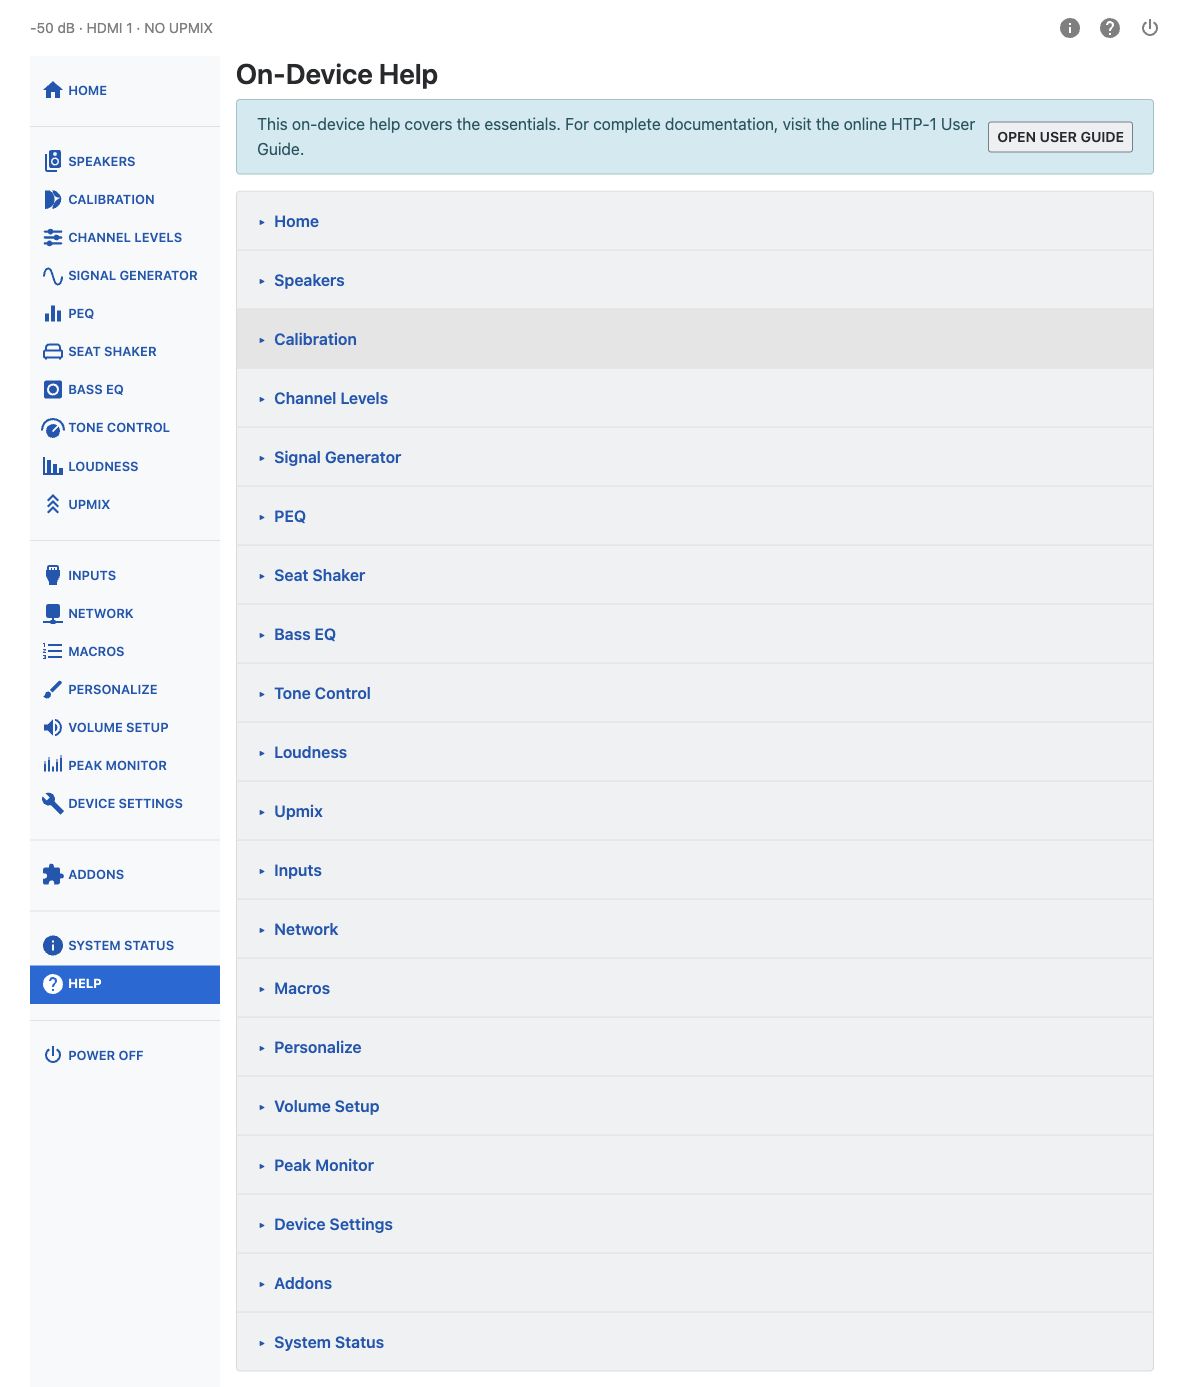 -50 dB · HDMI 1 · NO UPMIX
HOME
SPEAKERS
CALIBRATION
CHANNEL LEVELS
SIGNAL GENERATOR
PEQ
SEAT SHAKER
BASS EQ
TONE CONTROL
LOUDNESS
UPMIX
INPUTS
NETWORK
MACROS
PERSONALIZE
VOLUME SETUP
PEAK MONITOR
DEVICE SETTINGS
ADDONS
SYSTEM STATUS
HELP
POWER OFF
On-Device Help
This on-device help covers the essentials. For complete documentation, visit the online HTP-1 User
Guide.
OPEN USER GUIDE
Home
Speakers
Calibration
Channel Levels
Signal Generator
PEQ
Seat Shaker
Bass EQ
Tone Control
Loudness
Upmix
Inputs
Network
Macros
Personalize
Volume Setup
Peak Monitor
Device Settings
Addons
System Status